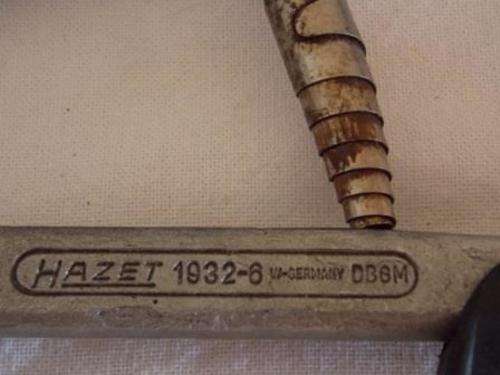 HAZET 1932-6 W-GERMANY DBGM